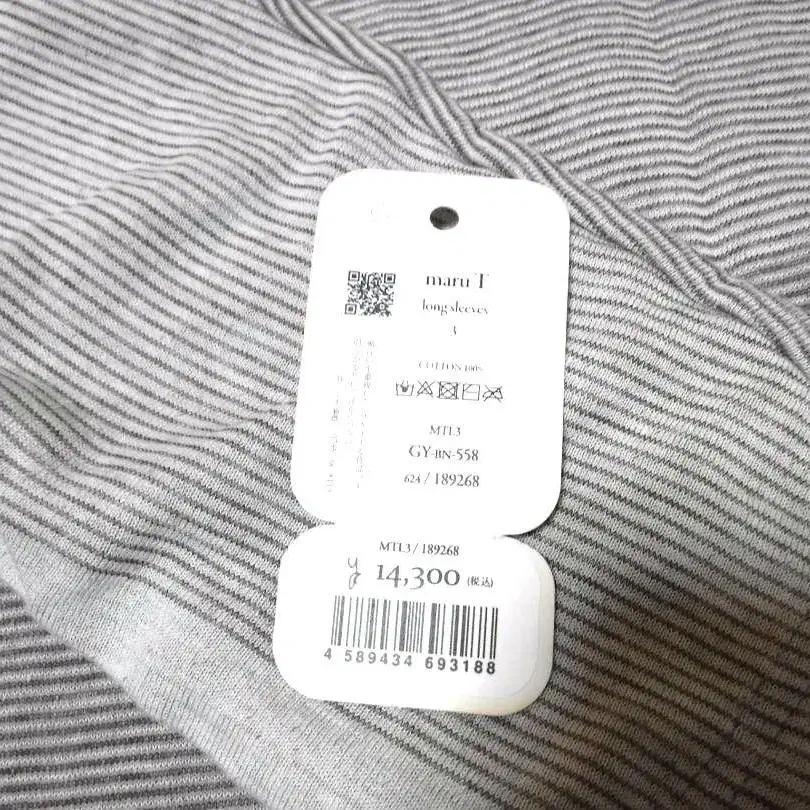 maru T
long sleeves
3
COTTON 100%
MTL3
GY-BN-558
624 / 189268
MTL3 / 189268
¥ 14,300 (税込)
4 589434 693188